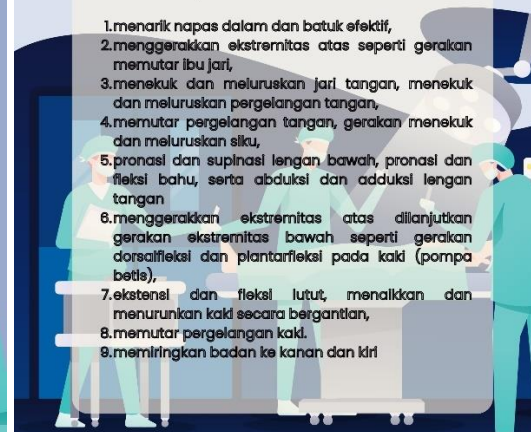 1.menarik napas dalam dan batuk efektif,
2.menggerakkan ekstremitas atas seperti gerakan
memutar ibu jari,
3.menekuk dan meluruskan jari tangan, menekuk
dan meluruskan pergelangan tangan,
4.memutar pergelangan tangan, gerakan menekuk
dan meluruskan siku,
5.pronasi dan supinasi lengan bawah, pronasi dan
fleksi bahu, serta abduksi dan adduksi lengan
tangan
6.menggerakkan ekstremitas atas dilanjutkan
gerakan ekstremitas bawah seperti gerakan
dorsalfleksi dan plantarfleksi pada kaki (pompa
betis),
7.ekstensi dan fleksi lutut, menaikkan dan
menurunkan kaki secara bergantian,
8.memutar pergelangan kaki.
9.memiringkan badan ke kanan dan kiri